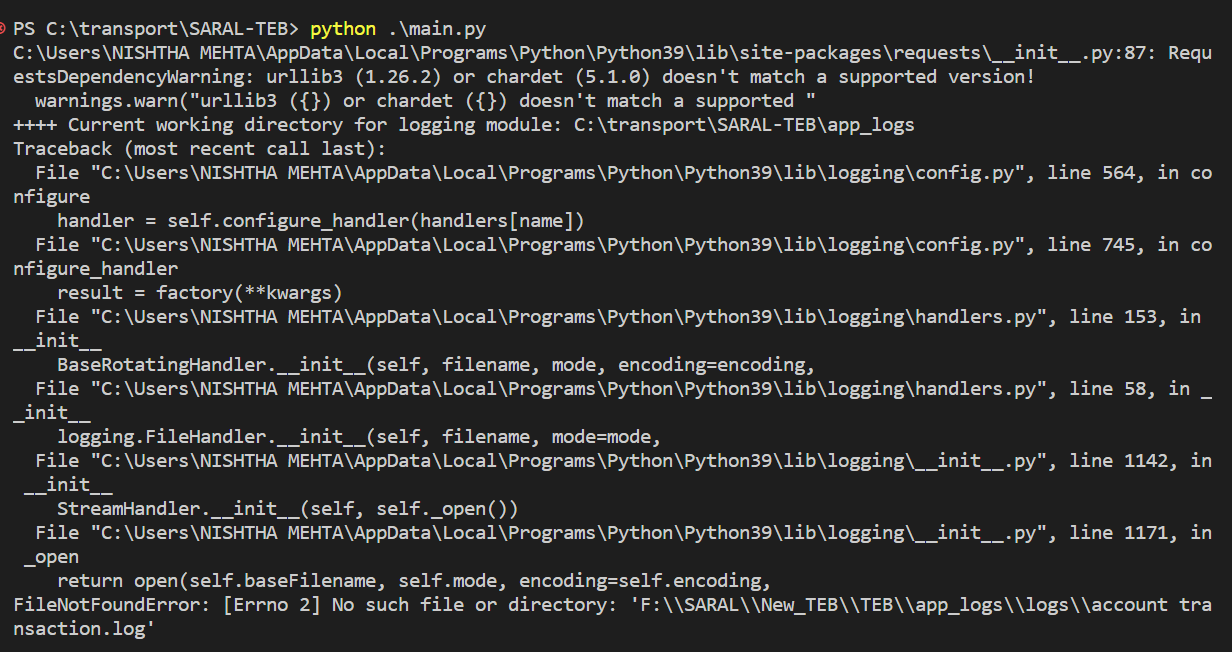 PS C:\transport\SARAL-TEB> python .\main.py
C:\Users\NISHTHA MEHTA\AppData\Local\Programs\Python\Python39\lib\site-packages\requests\__init__.py:87: Requ
estsDependencyWarning: urllib3 (1.26.2) or chardet (5.1.0) doesn't match a supported version!
  warnings.warn("urllib3 ({}) or chardet ({}) doesn't match a supported "
++++ Current working directory for logging module: C:\transport\SARAL-TEB\app_logs
Traceback (most recent call last):
  File "C:\Users\NISHTHA MEHTA\AppData\Local\Programs\Python\Python39\lib\logging\config.py", line 564, in co
nfigure
    handler = self.configure_handler(handlers[name])
  File "C:\Users\NISHTHA MEHTA\AppData\Local\Programs\Python\Python39\lib\logging\config.py", line 745, in co
nfigure_handler
    result = factory(**kwargs)
  File "C:\Users\NISHTHA MEHTA\AppData\Local\Programs\Python\Python39\lib\logging\handlers.py", line 153, in
__init__
    BaseRotatingHandler.__init__(self, filename, mode, encoding=encoding,
  File "C:\Users\NISHTHA MEHTA\AppData\Local\Programs\Python\Python39\lib\logging\handlers.py", line 58, in _
_init__
    logging.FileHandler.__init__(self, filename, mode=mode,
  File "C:\Users\NISHTHA MEHTA\AppData\Local\Programs\Python\Python39\lib\logging\__init__.py", line 1142, in
 __init__
    StreamHandler.__init__(self, self._open())
  File "C:\Users\NISHTHA MEHTA\AppData\Local\Programs\Python\Python39\lib\logging\__init__.py", line 1171, in
 _open
    return open(self.baseFilename, self.mode, encoding=self.encoding,
FileNotFoundError: [Errno 2] No such file or directory: 'F:\\SARAL\\New_TEB\\TEB\\app_logs\\logs\\account tra
nsaction.log'